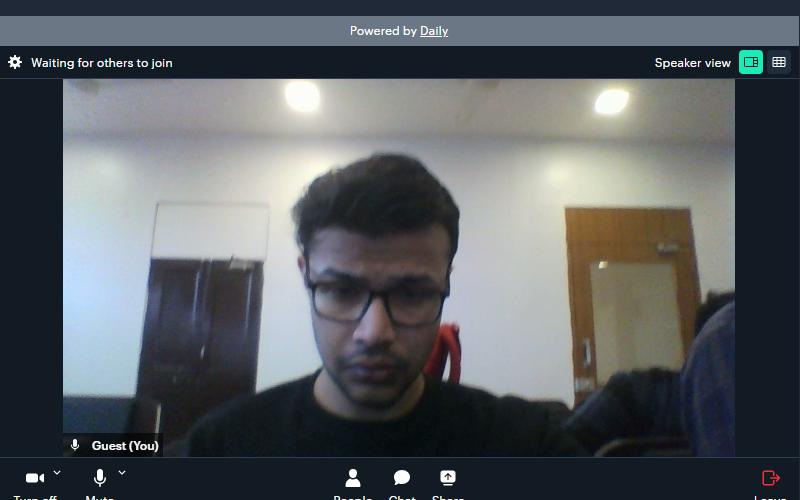 Powered by Daily
Waiting for others to join
Speaker view
Guest (You)
Turn off
Mute
People
Chat
Share
Leave